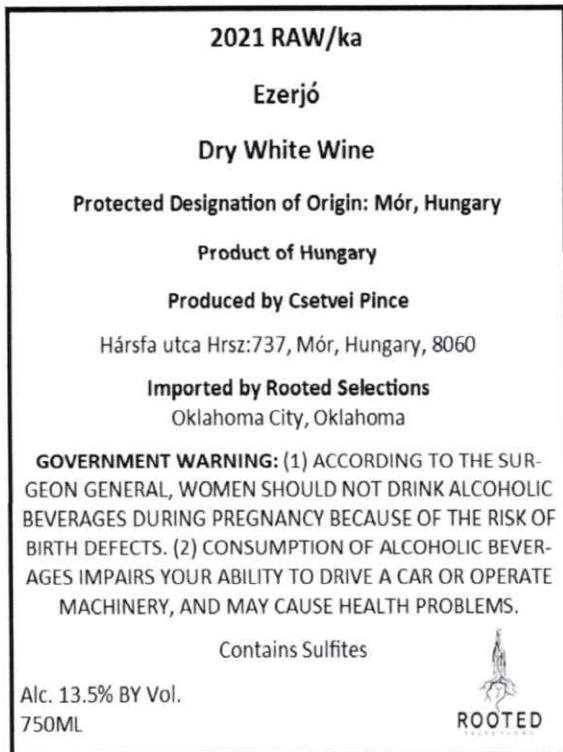 2021 RAW/ka
Ezerjó
Dry White Wine
Protected Designation of Origin: Mór, Hungary
Product of Hungary
Produced by Csetvei Pince
Hársfa utca Hrsz:737, Mór, Hungary, 8060
Imported by Rooted Selections
Oklahoma City, Oklahoma
GOVERNMENT WARNING: (1) ACCORDING TO THE SUR-
GEON GENERAL, WOMEN SHOULD NOT DRINK ALCOHOLIC
BEVERAGES DURING PREGNANCY BECAUSE OF THE RISK OF
BIRTH DEFECTS. (2) CONSUMPTION OF ALCOHOLIC BEVER-
AGES IMPAIRS YOUR ABILITY TO DRIVE A CAR OR OPERATE
MACHINERY, AND MAY CAUSE HEALTH PROBLEMS.
Contains Sulfites
Alc. 13.5% BY Vol.
750ML
ROOTED
SELECTIONS